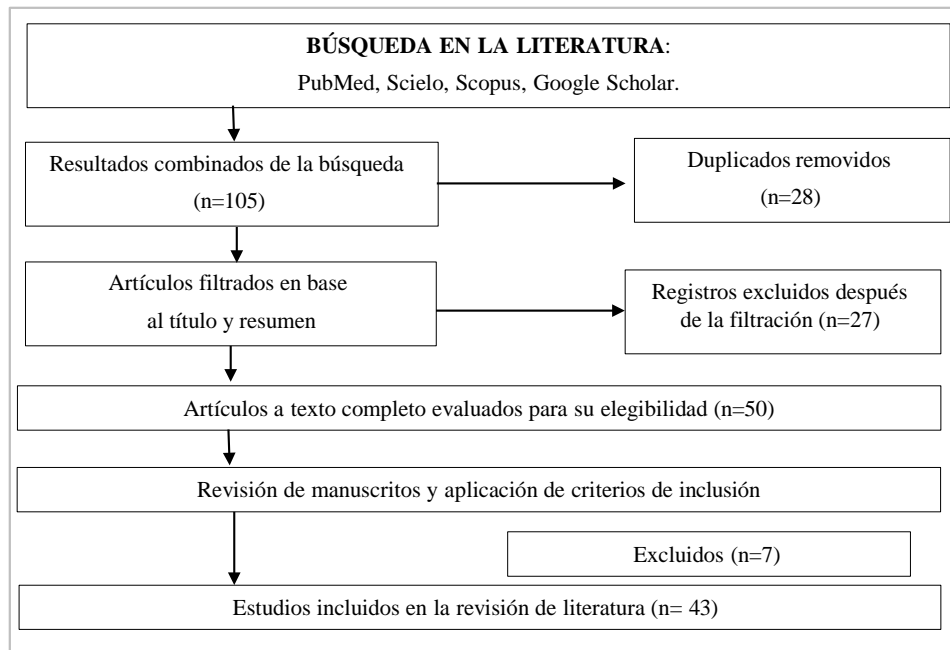 BÚSQUEDA EN LA LITERATURA:
PubMed, Scielo, Scopus, Google Scholar.
Resultados combinados de la búsqueda
(n=105)
Duplicados removidos
(n=28)
Artículos filtrados en base
al título y resumen
Registros excluidos después
de la filtración (n=27)
Artículos a texto completo evaluados para su elegibilidad (n=50)
Revisión de manuscritos y aplicación de criterios de inclusión
Excluidos (n=7)
Estudios incluidos en la revisión de literatura (n= 43)